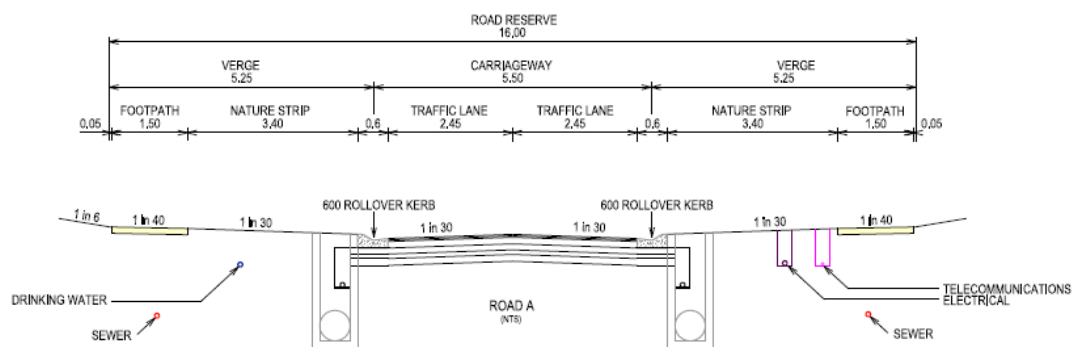 ROAD RESERVE
16.00
VERGE
5.25
CARRIAGEWAY
5.50
VERGE
5.25
0.05
FOOTPATH
1.50
NATURE STRIP
3.40
0.6
TRAFFIC LANE
2.45
TRAFFIC LANE
2.45
0.6
NATURE STRIP
3.40
FOOTPATH
1.50
0.05
1 in 6
1 in 40
1 in 30
600 ROLLOVER KERB
1 in 30
1 in 30
600 ROLLOVER KERB
1 in 30
1 in 40
DRINKING WATER
SEWER
ROAD A
(NTS)
TELECOMMUNICATIONS
ELECTRICAL
SEWER